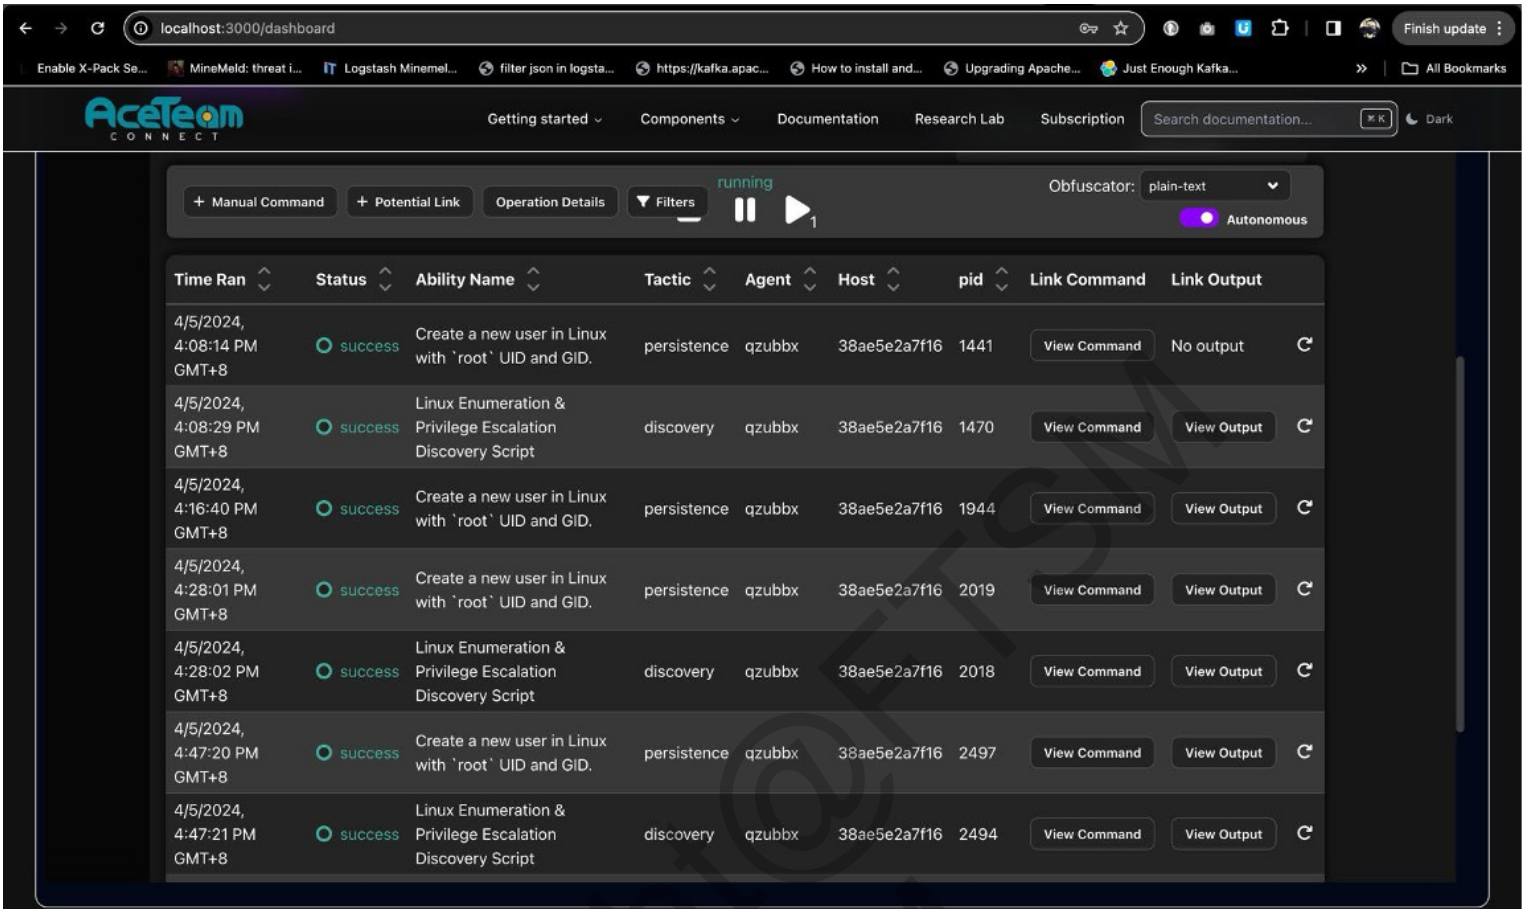 localhost:3000/dashboard
Finish update
Enable X-Pack Se...
MineMeld: threat i...
Logstash Minemel...
filter json in logsta...
https://kafka.apac...
How to install and...
Upgrading Apache...
Just Enough Kafka...
All Bookmarks
AceTeam
CONNECT
Getting started
Components
Documentation
Research Lab
Subscription
Search documentation...
⌘ K
Dark
+ Manual Command
+ Potential Link
Operation Details
Filters
running
1
Obfuscator: plain-text
Autonomous
Time Ran Status Ability Name Tactic Agent Host pid Link Command Link Output
4/5/2024,
4:08:14 PM
GMT+8
success
Create a new user in Linux
with `root` UID and GID.
persistence qzubbx 38ae5e2a7f16 1441 View Command No output
4/5/2024,
4:08:29 PM
GMT+8
success
Linux Enumeration &
Privilege Escalation
Discovery Script
discovery qzubbx 38ae5e2a7f16 1470 View Command View Output
4/5/2024,
4:16:40 PM
GMT+8
success
Create a new user in Linux
with `root` UID and GID.
persistence qzubbx 38ae5e2a7f16 1944 View Command View Output
4/5/2024,
4:28:01 PM
GMT+8
success
Create a new user in Linux
with `root` UID and GID.
persistence qzubbx 38ae5e2a7f16 2019 View Command View Output
4/5/2024,
4:28:02 PM
GMT+8
success
Linux Enumeration &
Privilege Escalation
Discovery Script
discovery qzubbx 38ae5e2a7f16 2018 View Command View Output
4/5/2024,
4:47:20 PM
GMT+8
success
Create a new user in Linux
with `root` UID and GID.
persistence qzubbx 38ae5e2a7f16 2497 View Command View Output
4/5/2024,
4:47:21 PM
GMT+8
success
Linux Enumeration &
Privilege Escalation
Discovery Script
discovery qzubbx 38ae5e2a7f16 2494 View Command View Output